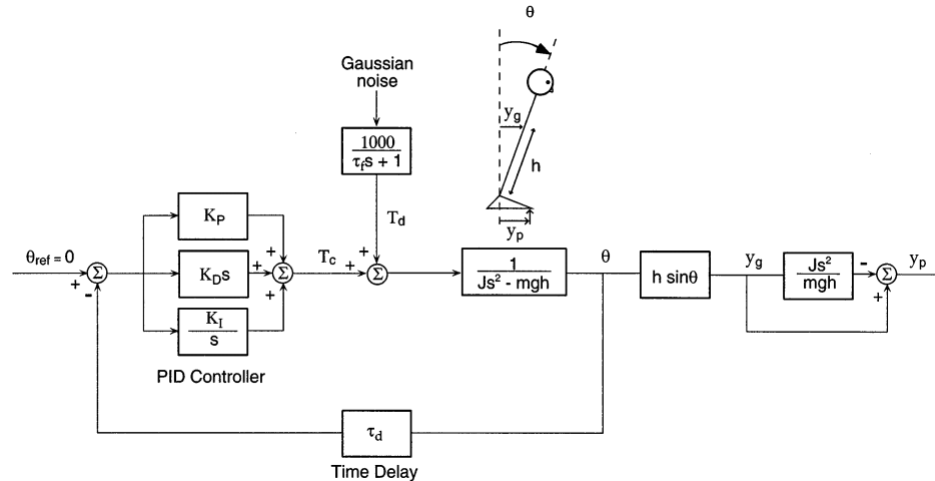 θ
Gaussian
noise
y_g
1000
τ_f s + 1
h
y_p
T_d
K_P
θ_ref = 0
Σ
+
-
K_D s
+
+
+
Σ
T_c
+
+
Σ
1
Js² - mgh
θ
h sinθ
y_g
Js²
mgh
-
+
Σ
y_p
K_I
s
PID Controller
τ_d
Time Delay